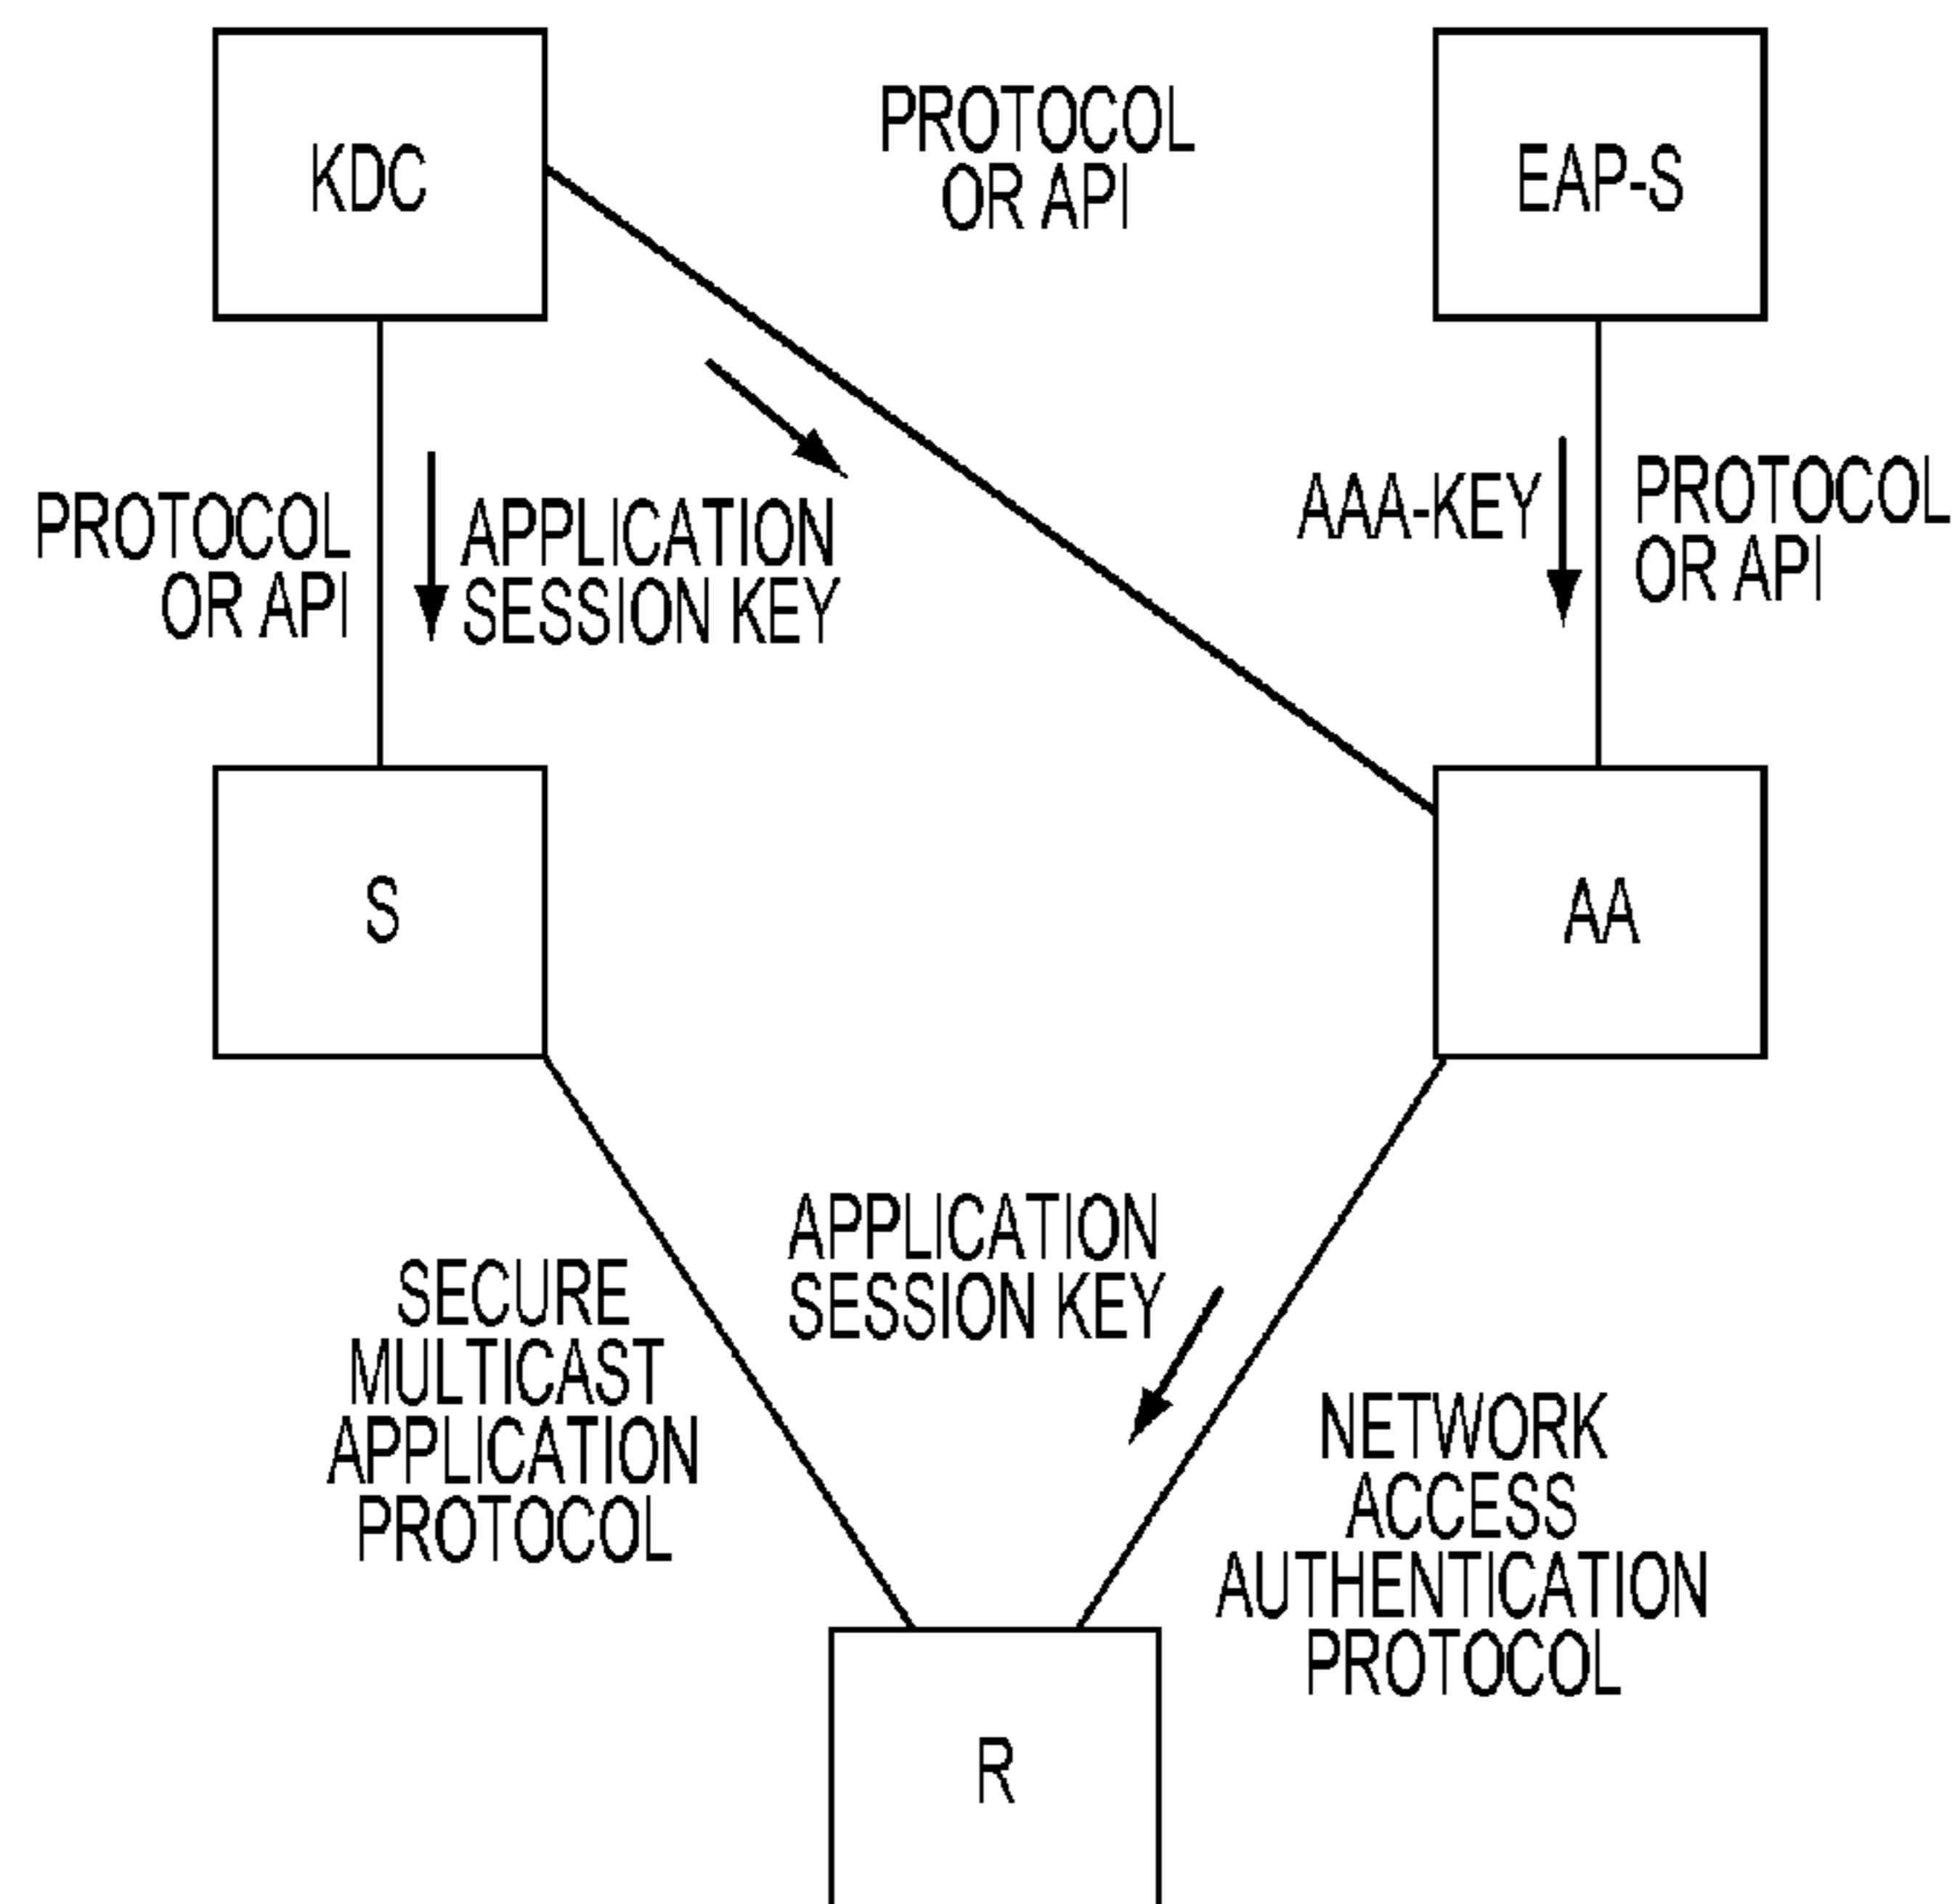 KDC
PROTOCOL
OR API
EAP-S
PROTOCOL
OR API
APPLICATION
SESSION KEY
AAA-KEY
PROTOCOL
OR API
S
AA
SECURE
MULTICAST
APPLICATION
PROTOCOL
APPLICATION
SESSION KEY
NETWORK
ACCESS
AUTHENTICATION
PROTOCOL
R